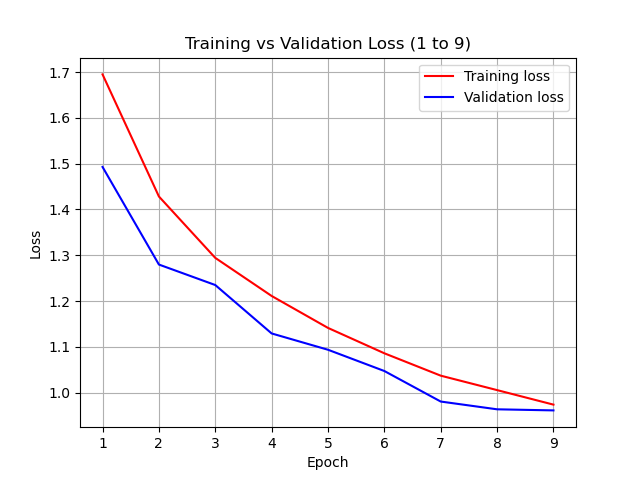 Training vs Validation Loss (1 to 9)
Training loss
Validation loss
Loss
1.7
1.6
1.5
1.4
1.3
1.2
1.1
1.0
1 2 3 4 5 6 7 8 9
Epoch